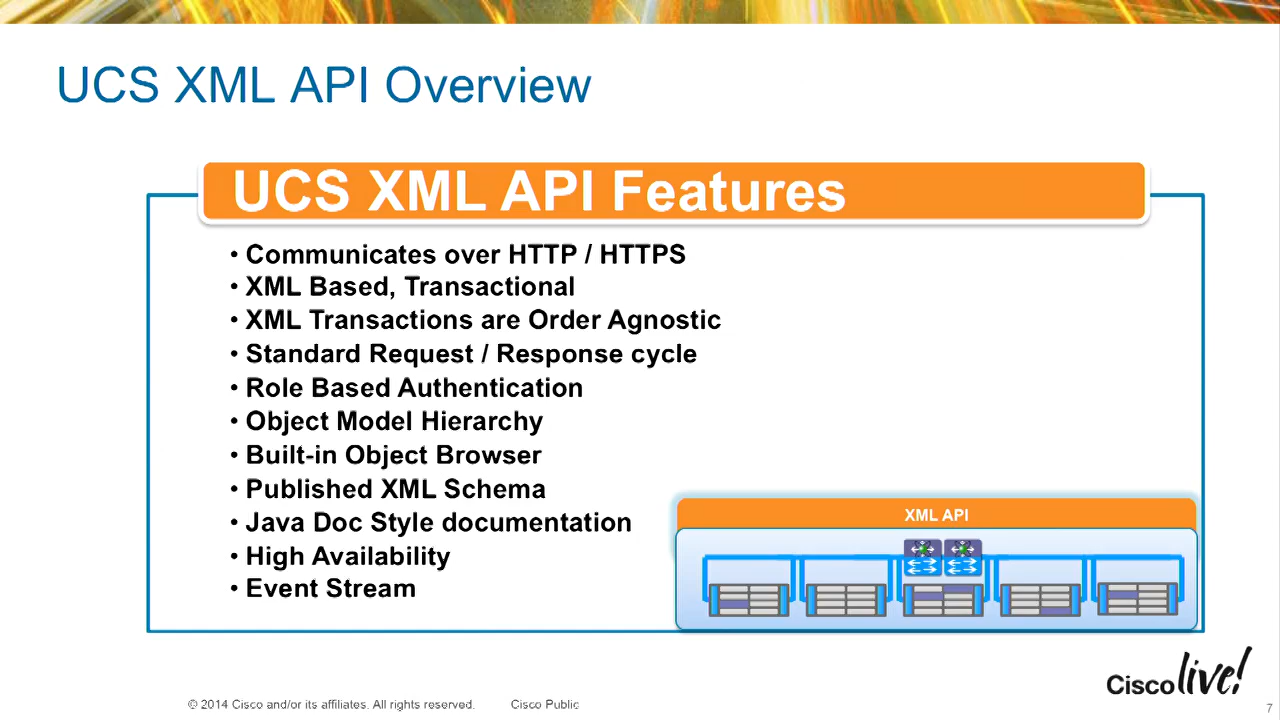 UCS XML API Overview
UCS XML API Features
• Communicates over HTTP / HTTPS
• XML Based, Transactional
• XML Transactions are Order Agnostic
• Standard Request / Response cycle
• Role Based Authentication
• Object Model Hierarchy
• Built-in Object Browser
• Published XML Schema
• Java Doc Style documentation
• High Availability
• Event Stream
XML API
Cisco live!
© 2014 Cisco and/or its affiliates. All rights reserved. Cisco Public
7